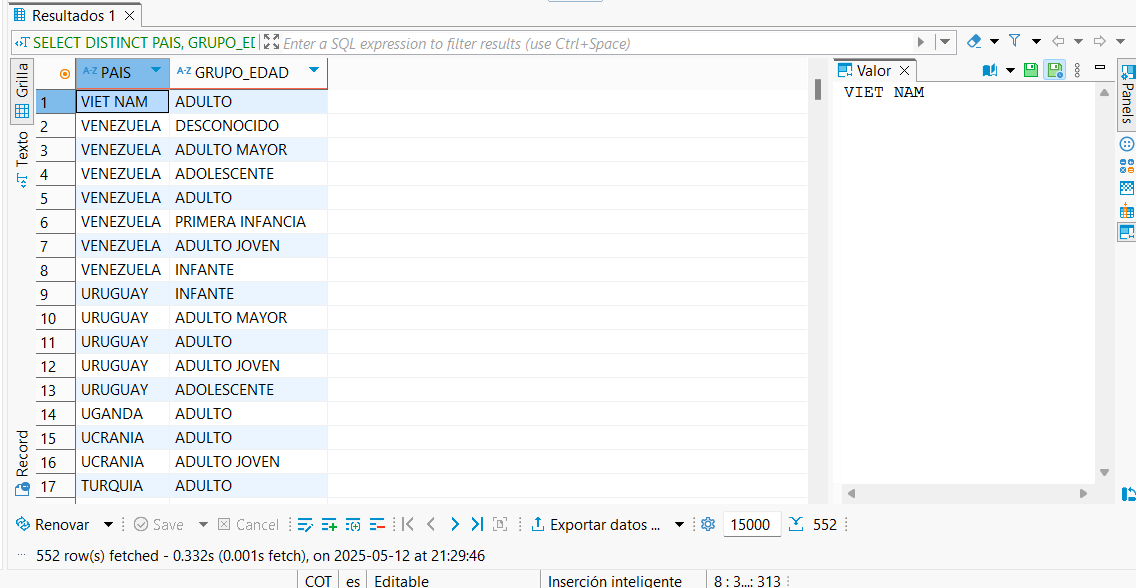 Resultados 1
SELECT DISTINCT PAIS, GRUPO_EI Enter a SQL expression to filter results (use Ctrl+Space)
Grilla
Texto
Record
A-Z PAIS A-Z GRUPO_EDAD
1 VIET NAM ADULTO
2 VENEZUELA DESCONOCIDO
3 VENEZUELA ADULTO MAYOR
4 VENEZUELA ADOLESCENTE
5 VENEZUELA ADULTO
6 VENEZUELA PRIMERA INFANCIA
7 VENEZUELA ADULTO JOVEN
8 VENEZUELA INFANTE
9 URUGUAY INFANTE
10 URUGUAY ADULTO MAYOR
11 URUGUAY ADULTO
12 URUGUAY ADULTO JOVEN
13 URUGUAY ADOLESCENTE
14 UGANDA ADULTO
15 UCRANIA ADULTO
16 UCRANIA ADULTO JOVEN
17 TURQUIA ADULTO
Valor
VIET NAM
Panels
Renovar Save Cancel Exportar datos ... 15000 552
552 row(s) fetched - 0.332s (0.001s fetch), on 2025-05-12 at 21:29:46
COT es Editable Inserción inteligente 8 : 3...: 313